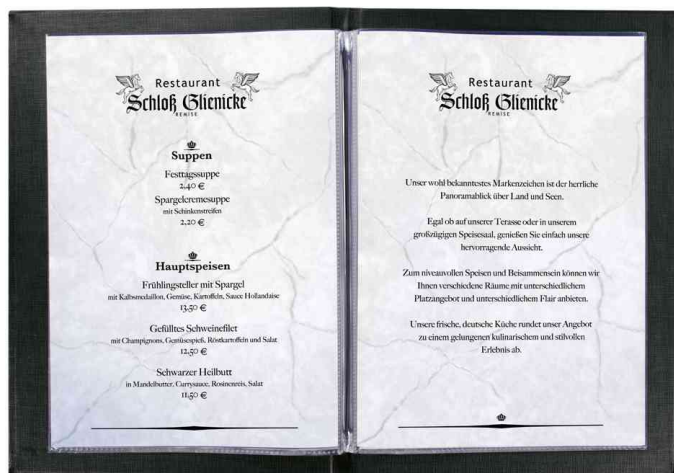 Restaurant
Schloß Glienicke
REMISE
Suppen
Festtagssuppe
2,40 €
Spargelcremesuppe
mit Schinkenstreifen
2,20 €
Hauptspeisen
Frühlingsteller mit Spargel
mit Kalbsmedaillon, Gemüse, Kartoffeln, Sauce Hollandaise
13,50 €
Gefülltes Schweinefilet
mit Champignons, Gemüsespieß, Röstkartoffeln und Salat
12,50 €
Schwarzer Heilbutt
in Mandelbutter, Currysauce, Rosinenreis, Salat
11,50 €
Restaurant
Schloß Glienicke
REMISE
Unser wohl bekanntestes Markenzeichen ist der herrliche
Panoramablick über Land und Seen.
Egal ob auf unserer Terasse oder in unserem
großzügigen Speisesaal, genießen Sie einfach unsere
hervorragende Aussicht.
Zum niveauvollen Speisen und Beisammensein können wir
Ihnen verschiedene Räume mit unterschiedlichem
Platzangebot und unterschiedlichem Flair anbieten.
Unsere frische, deutsche Küche rundet unser Angebot
zu einem gelungenen kulinarischem und stilvollen
Erlebnis ab.